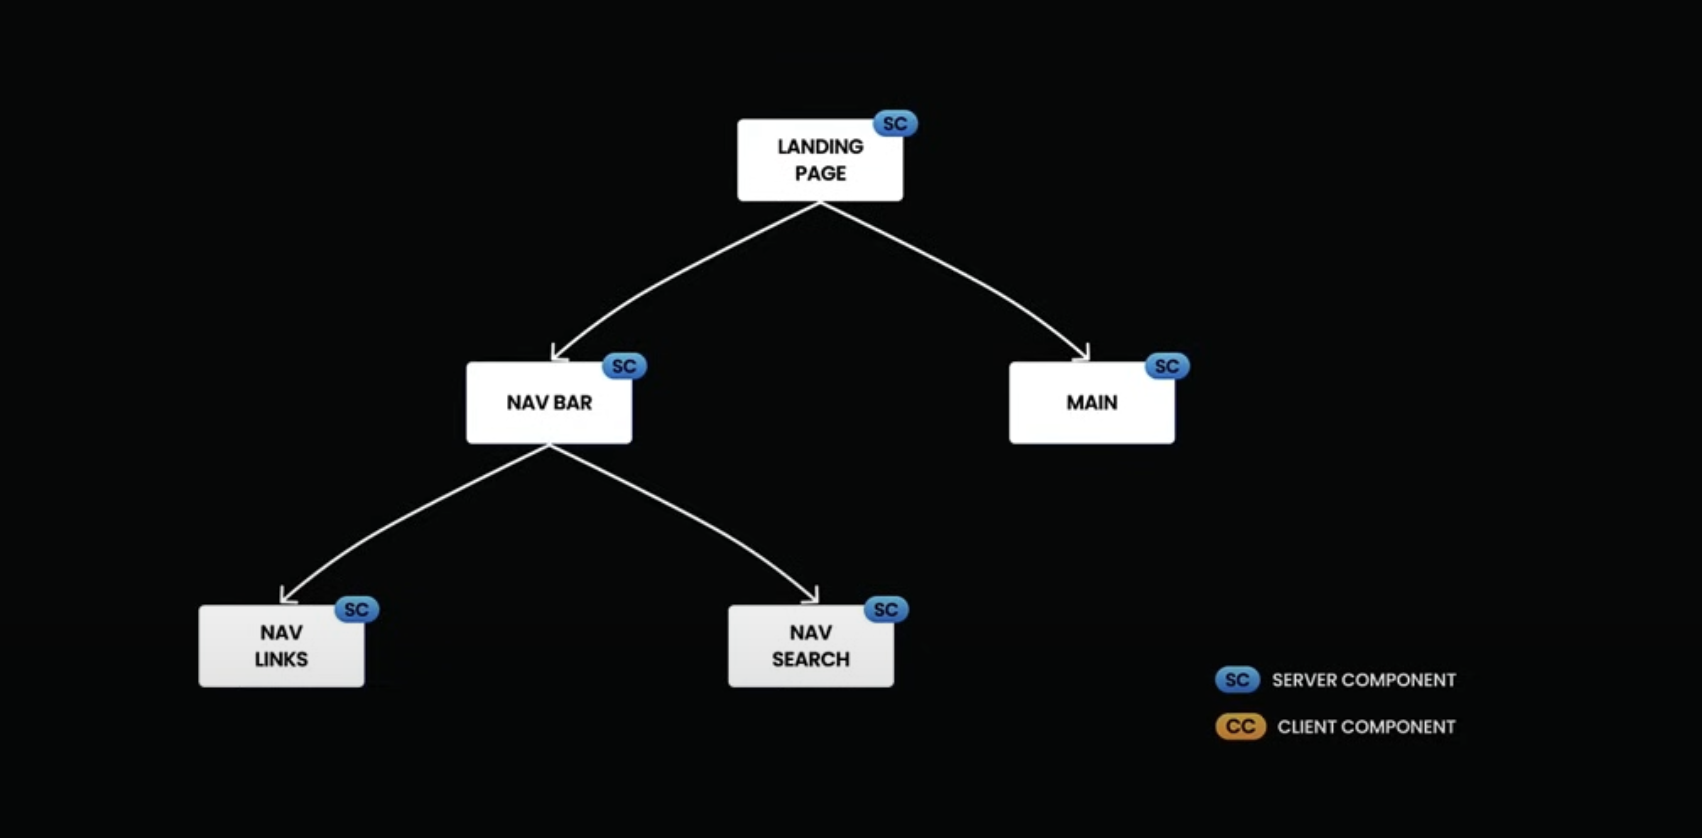 SC
LANDING
PAGE
SC
NAV BAR
SC
MAIN
SC
NAV
LINKS
SC
NAV
SEARCH
SC SERVER COMPONENT
CC CLIENT COMPONENT